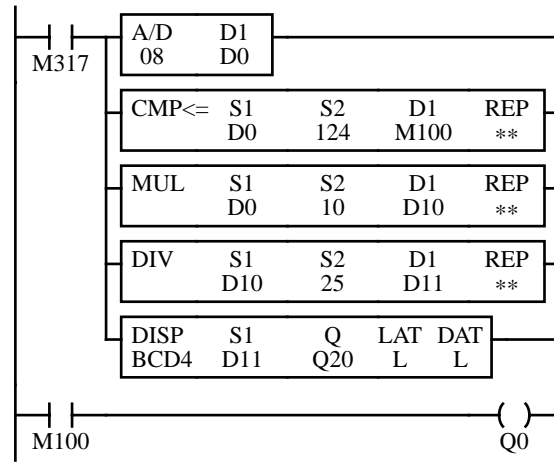 A/D D1
M317 08 D0
CMP<= S1 S2 D1 REP
D0 124 M100 **
MUL S1 S2 D1 REP
D0 10 D10 **
DIV S1 S2 D1 REP
D10 25 D11 **
DISP S1 Q LAT DAT
BCD4 D11 Q20 L L
M100 Q0